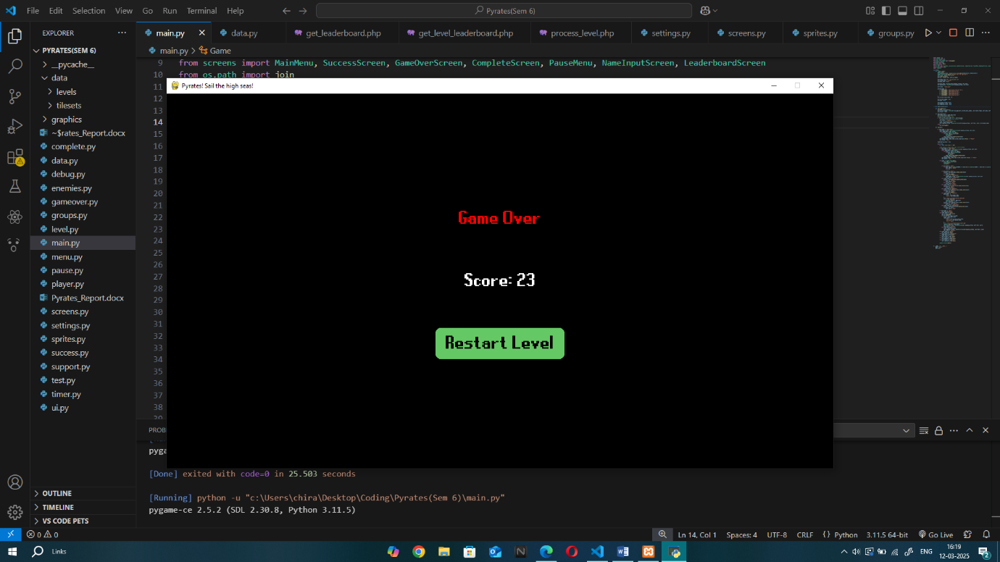 File Edit Selection View Go Run Terminal Help
Pyrates(Sem 6)
EXPLORER
main.py
data.py
get_leaderboard.php
get_level_leaderboard.php
process_level.php
settings.py
screens.py
sprites.py
groups.py
PYRATES(SEM 6)
main.py > Game
__pycache__
data
levels
tilesets
graphics
~$rates_Report.docx
complete.py
data.py
debug.py
enemies.py
gameover.py
groups.py
level.py
main.py
menu.py
pause.py
player.py
Pyrates_Report.docx
screens.py
settings.py
sprites.py
success.py
support.py
test.py
timer.py
ui.py
OUTLINE
TIMELINE
VS CODE PETS
9 from screens import MainMenu, SuccessScreen, GameOverScreen, CompleteScreen, PauseMenu, NameInputScreen, LeaderboardScreen
10 from os.path import join
11
12
13
14
15
16
17
18
19
20
21
22
23
24
25
26
27
28
29
30
31
32
33
34
35
36
37
38
Pyrates! Sail the high seas!
Game Over
Score: 23
Restart Level
PROB
pyga
[Done] exited with code=0 in 25.503 seconds
[Running] python -u "c:\Users\chira\Desktop\Coding\Pyrates(Sem 6)\main.py"
pygame-ce 2.5.2 (SDL 2.30.8, Python 3.11.5)
0 0
Ln 14, Col 1 Spaces: 4 UTF-8 CRLF {} Python 3.11.5 64-bit Go Live
Links
ENG
16:19
12-03-2025
2